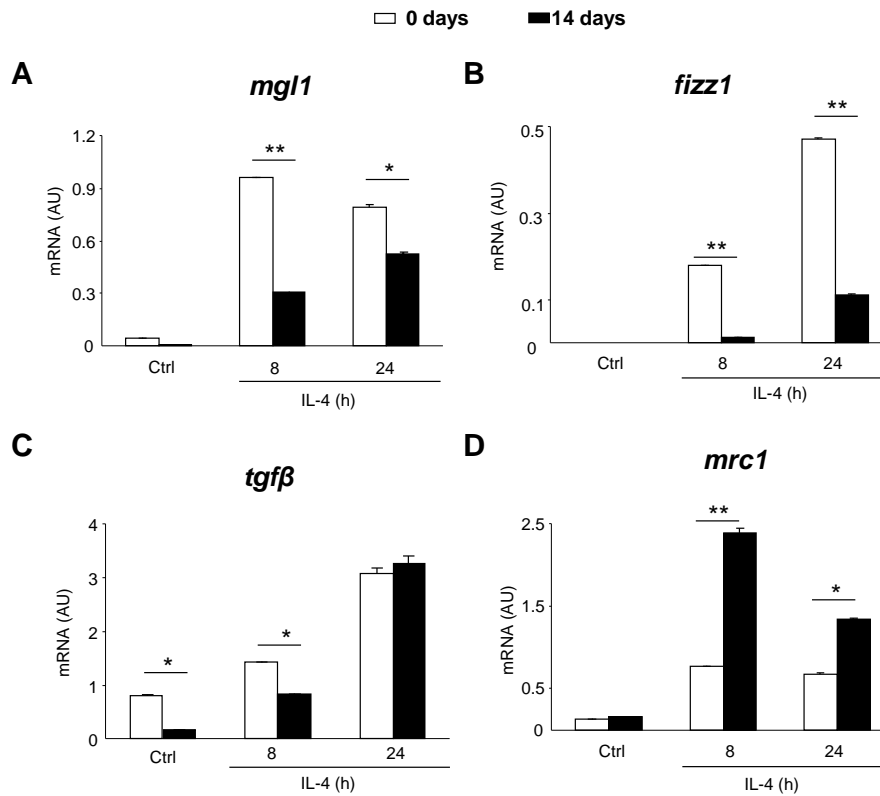 0 days 14 days
A
mgl1
mRNA (AU)
1.2
0.9
0.6
0.3
0
**
*
Ctrl 8 24
IL-4 (h)
B
fizz1
mRNA (AU)
0.5
0.3
0.1
0
**
**
8 24
IL-4 (h)
C
tgfβ
mRNA (AU)
4
3
2
1
0
*
*
Ctrl 8 24
IL-4 (h)
D
mrc1
mRNA (AU)
2.5
1.5
0.5
0
**
*
Ctrl 8 24
IL-4 (h)